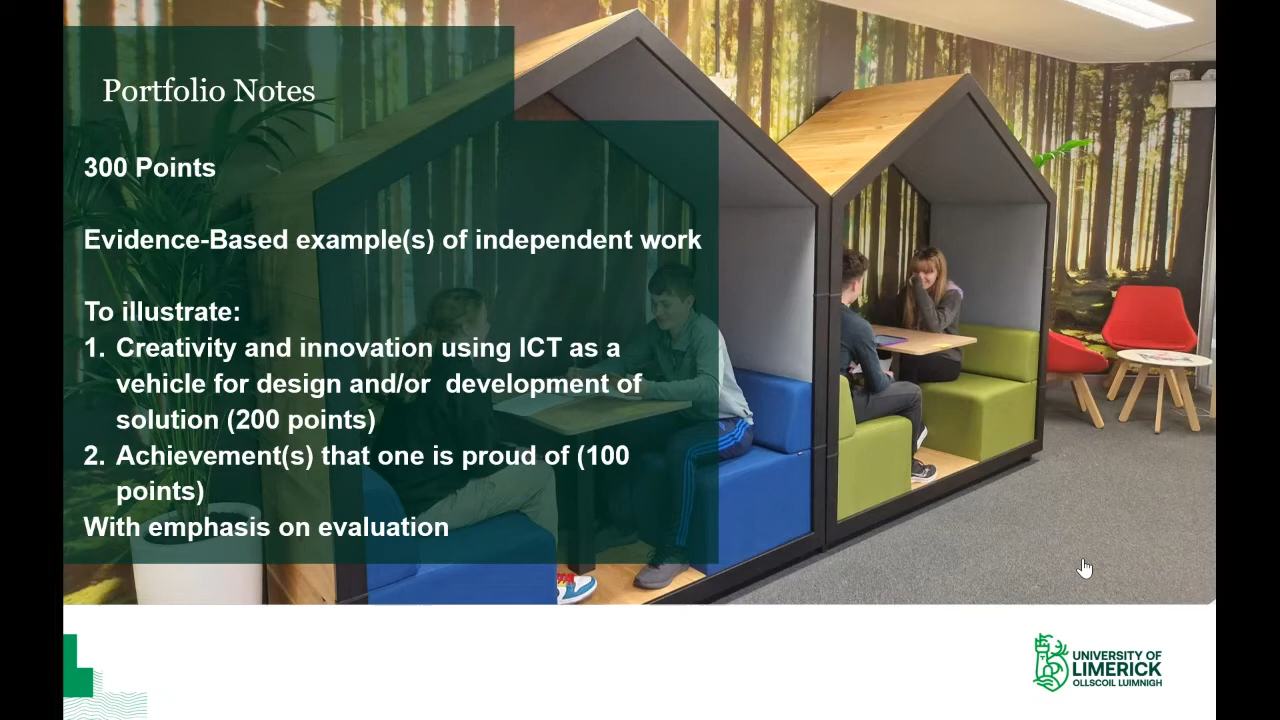 Portfolio Notes
300 Points
Evidence-Based example(s) of independent work
To illustrate:
1. Creativity and innovation using ICT as a
vehicle for design and/or  development of
solution (200 points)
2. Achievement(s) that one is proud of (100
points)
With emphasis on evaluation
UNIVERSITY OF
LIMERICK
OLLSCOIL LUIMNIGH